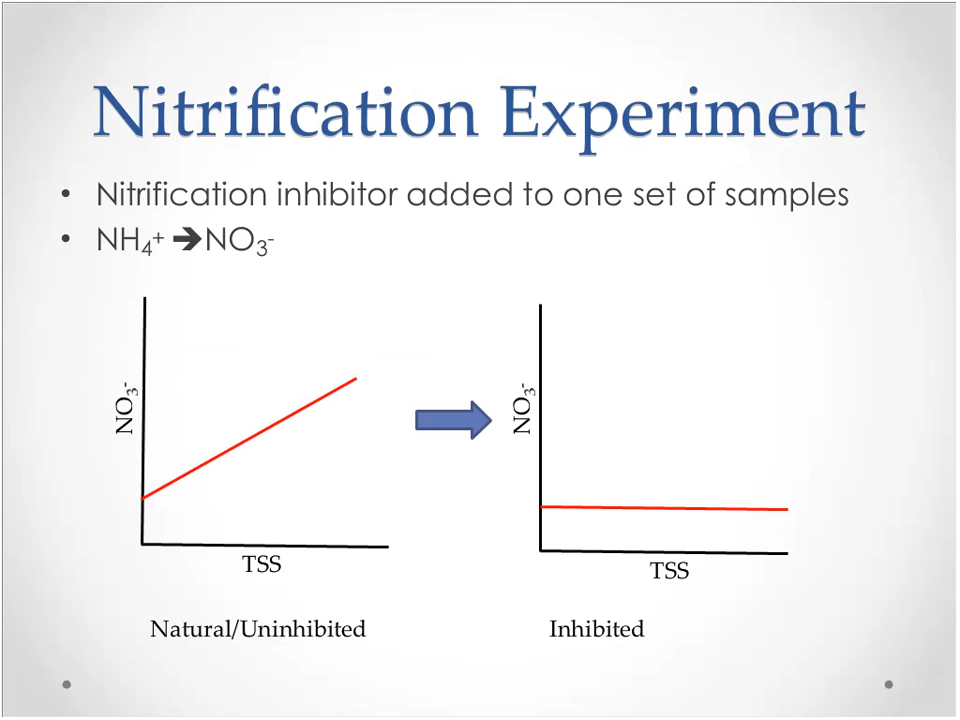 Nitrification Experiment
• Nitrification inhibitor added to one set of samples
• NH₄⁺ 🡺NO₃⁻
NO₃⁻
TSS
Natural/Uninhibited
NO₃⁻
TSS
Inhibited